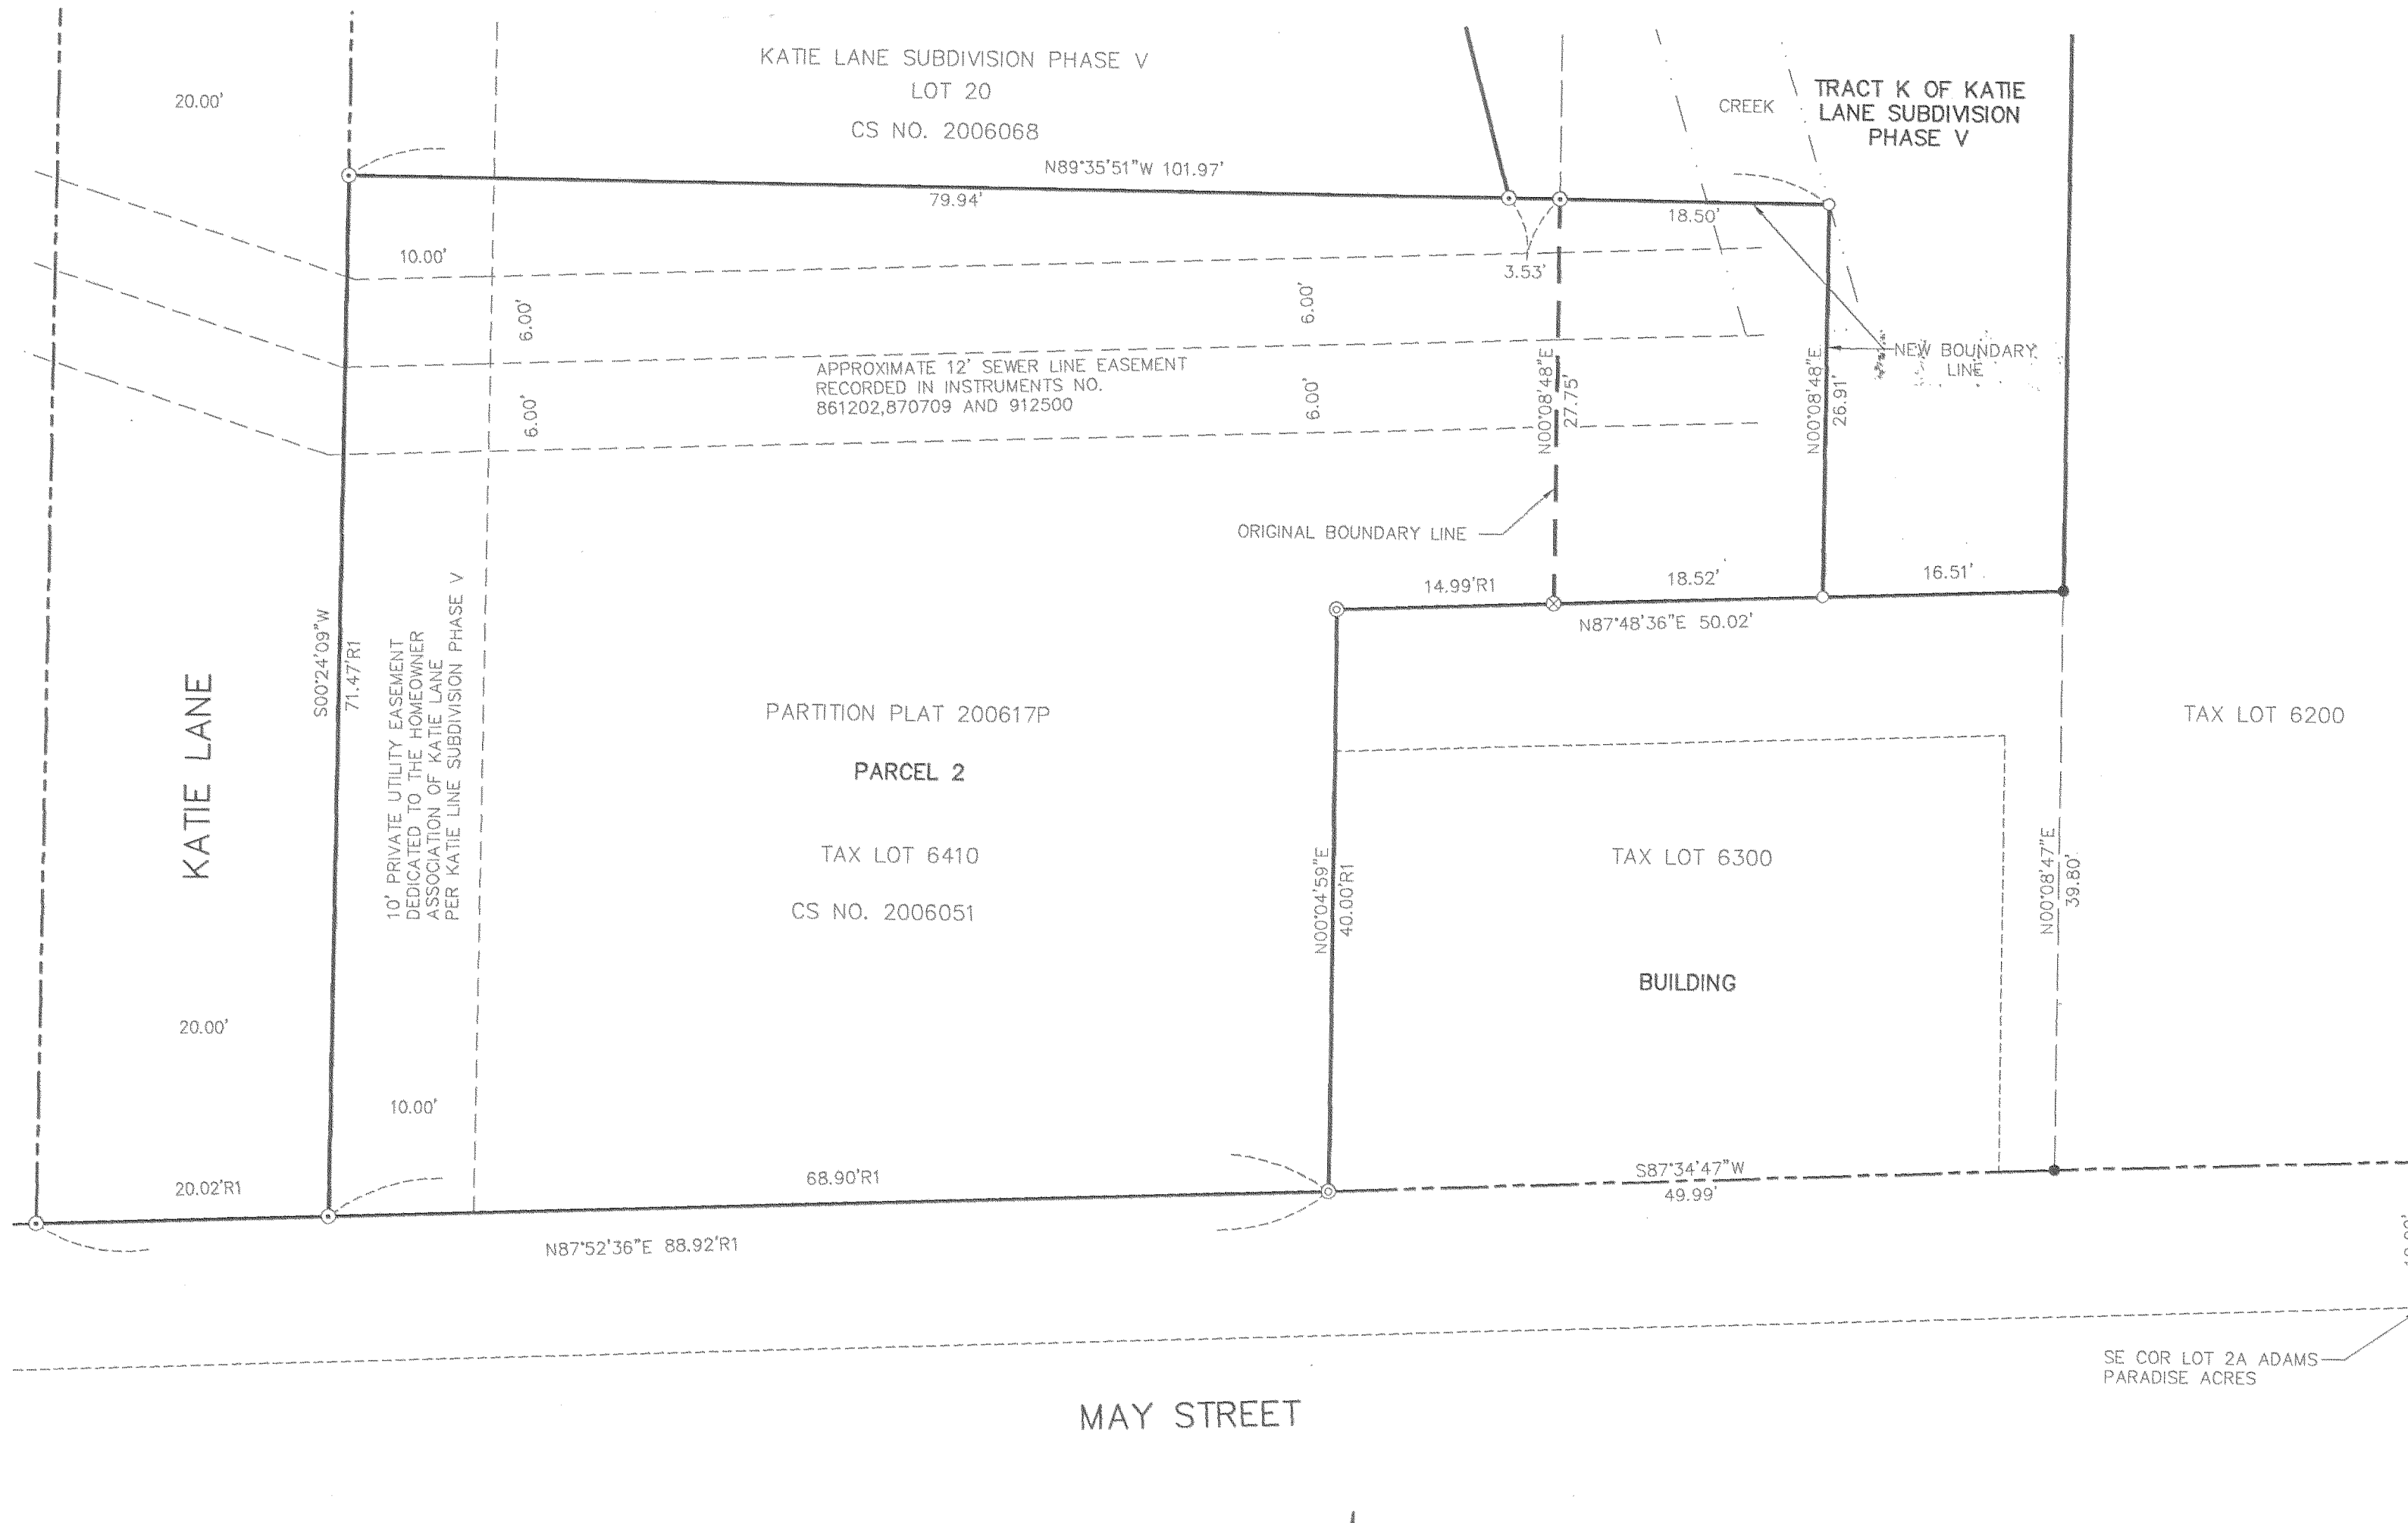 KATIE LANE SUBDIVISION PHASE V
LOT 20
CS NO. 2006068
20.00'
CREEK
TRACT K OF KATIE
LANE SUBDIVISION
PHASE V
N89°35'51"W 101.97'
79.94'
18.50'
3.53'
10.00'
6.00'
6.00'
6.00'
6.00'
APPROXIMATE 12' SEWER LINE EASEMENT
RECORDED IN INSTRUMENTS NO.
861202,870709 AND 912500
N00°08'48"E
27.75'
N00°08'48"E
26.91'
NEW BOUNDARY
LINE
ORIGINAL BOUNDARY LINE
14.99'R1
18.52'
16.51'
N87°48'36"E 50.02'
S00°24'09"W
71.47'R1
10' PRIVATE UTILITY EASEMENT
DEDICATED TO THE HOMEOWNER
ASSOCIATION OF KATIE LANE
PER KATIE LINE SUBDIVISION PHASE V
KATIE LANE
PARTITION PLAT 200617P
PARCEL 2
TAX LOT 6410
CS NO. 2006051
TAX LOT 6200
TAX LOT 6300
BUILDING
N00°04'59"E
40.00'R1
N00°08'47"E
39.80'
20.00'
10.00'
20.02'R1
68.90'R1
S87°34'47"W
49.99'
N87°52'36"E 88.92'R1
SE COR LOT 2A ADAMS
PARADISE ACRES
MAY STREET